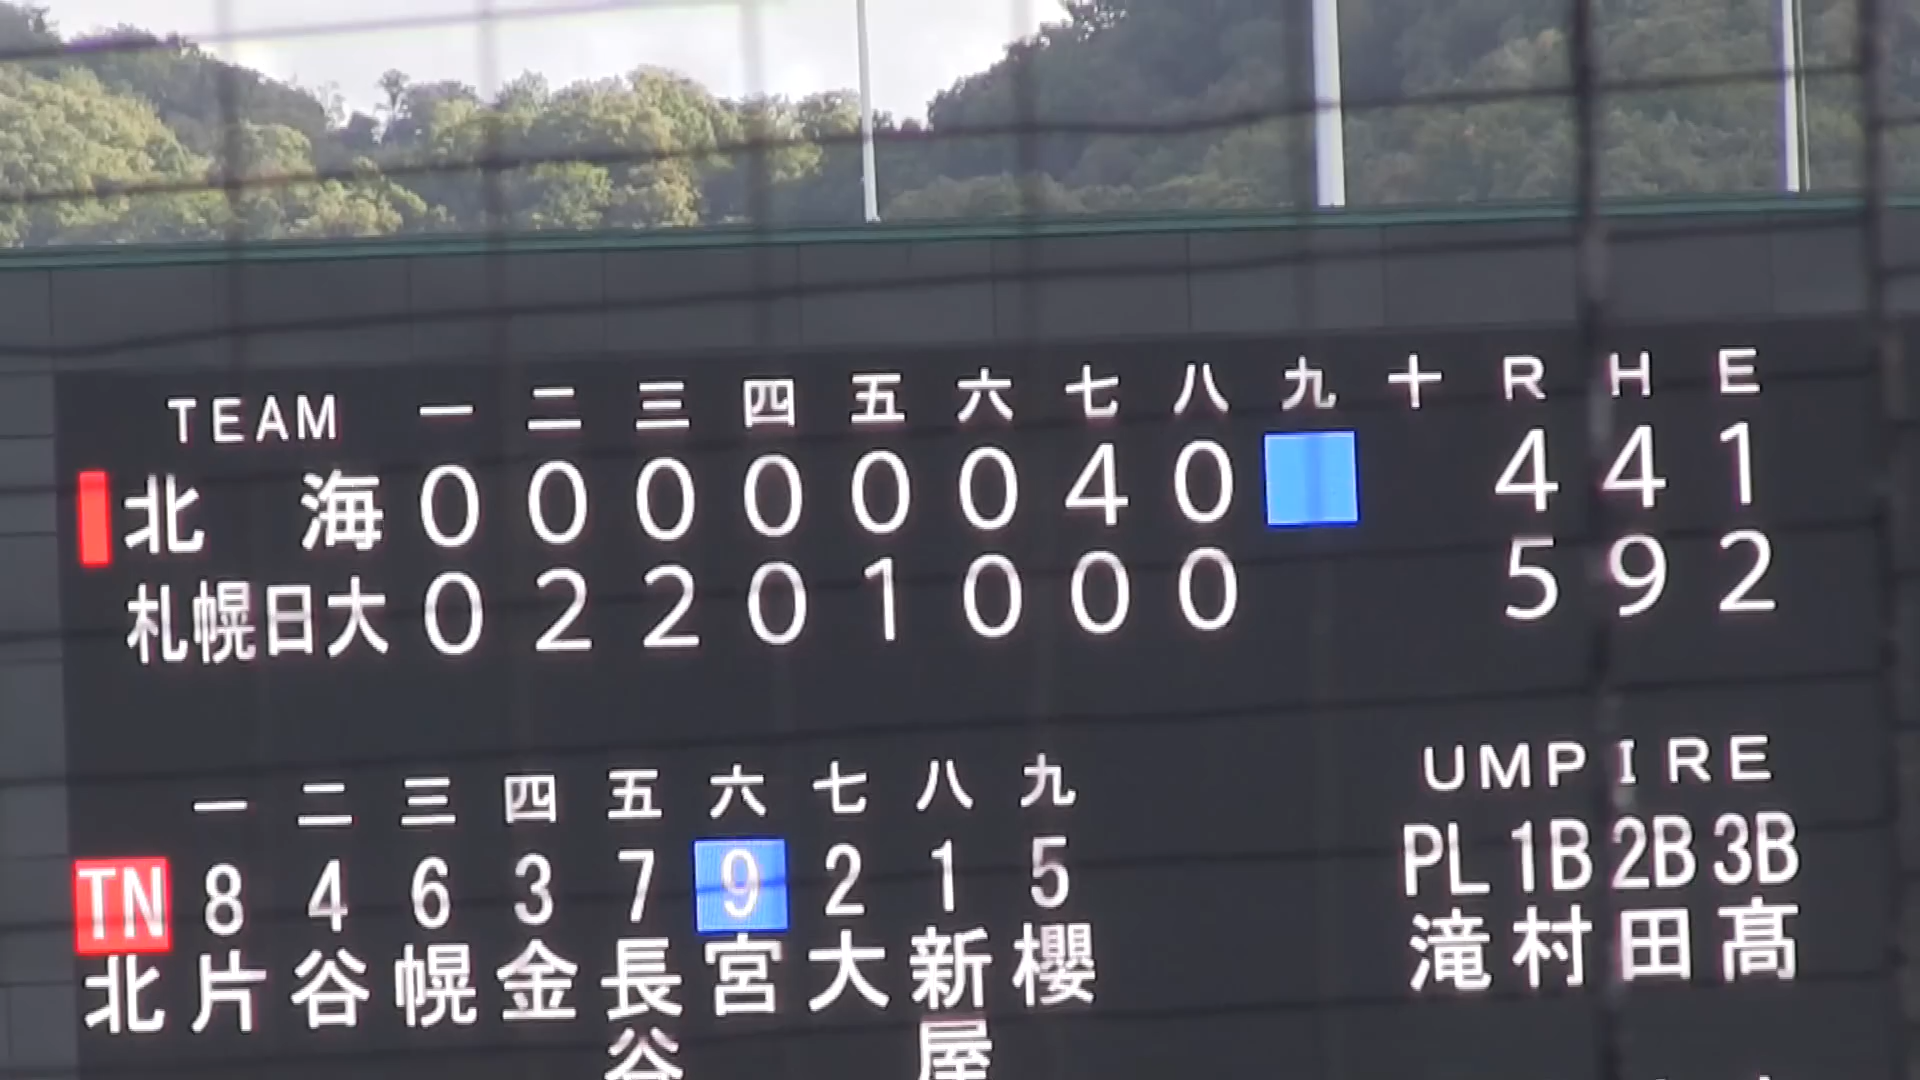 TEAM 一 二 三 四 五 六 七 八 九 十 R H E
北海 0 0 0 0 0 0 4 0 4 4 1
札幌日大 0 2 2 0 1 0 0 0 5 9 2
一 二 三 四 五 六 七 八 九
TN 8 4 6 3 7 9 2 1 5
北 片 谷 幌 金 長谷 宮 大 新屋 櫻
UMPIRE
PL 1B 2B 3B
滝 村 田 髙